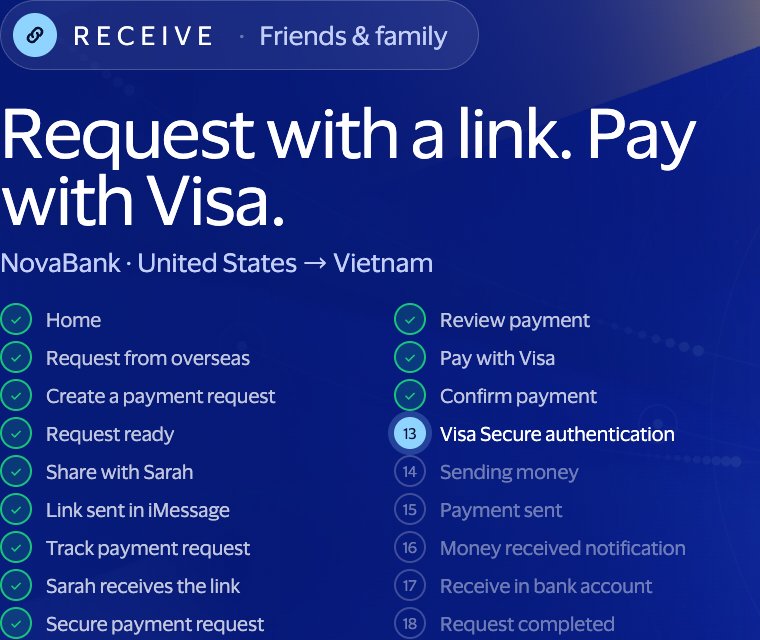 RECEIVE · Friends & family
Request with a link. Pay
with Visa.
NovaBank · United States → Vietnam
Home
Request from overseas
Create a payment request
Request ready
Share with Sarah
Link sent in iMessage
Track payment request
Sarah receives the link
Secure payment request
Review payment
Pay with Visa
Confirm payment
13 Visa Secure authentication
14 Sending money
15 Payment sent
16 Money received notification
17 Receive in bank account
18 Request completed